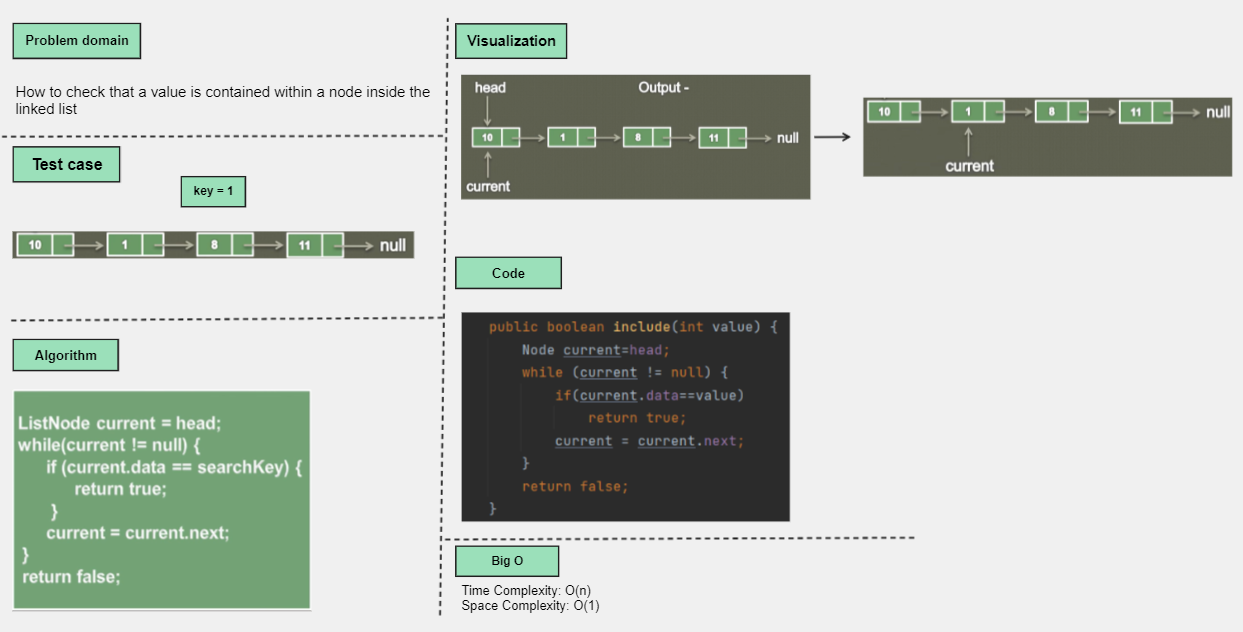 Problem domain
How to check that a value is contained within a node inside the
linked list
Test case
key = 1
10 1 8 11 null
Algorithm
ListNode current = head;
while(current != null) {
if (current.data == searchKey) {
return true;
}
current = current.next;
}
return false;
Visualization
head Output -
10 1 8 11 null
current
10 1 8 11 null
current
Code
public boolean include(int value) {
Node current=head;
while (current != null) {
if(current.data==value)
return true;
current = current.next;
}
return false;
}
Big O
Time Complexity: O(n)
Space Complexity: O(1)